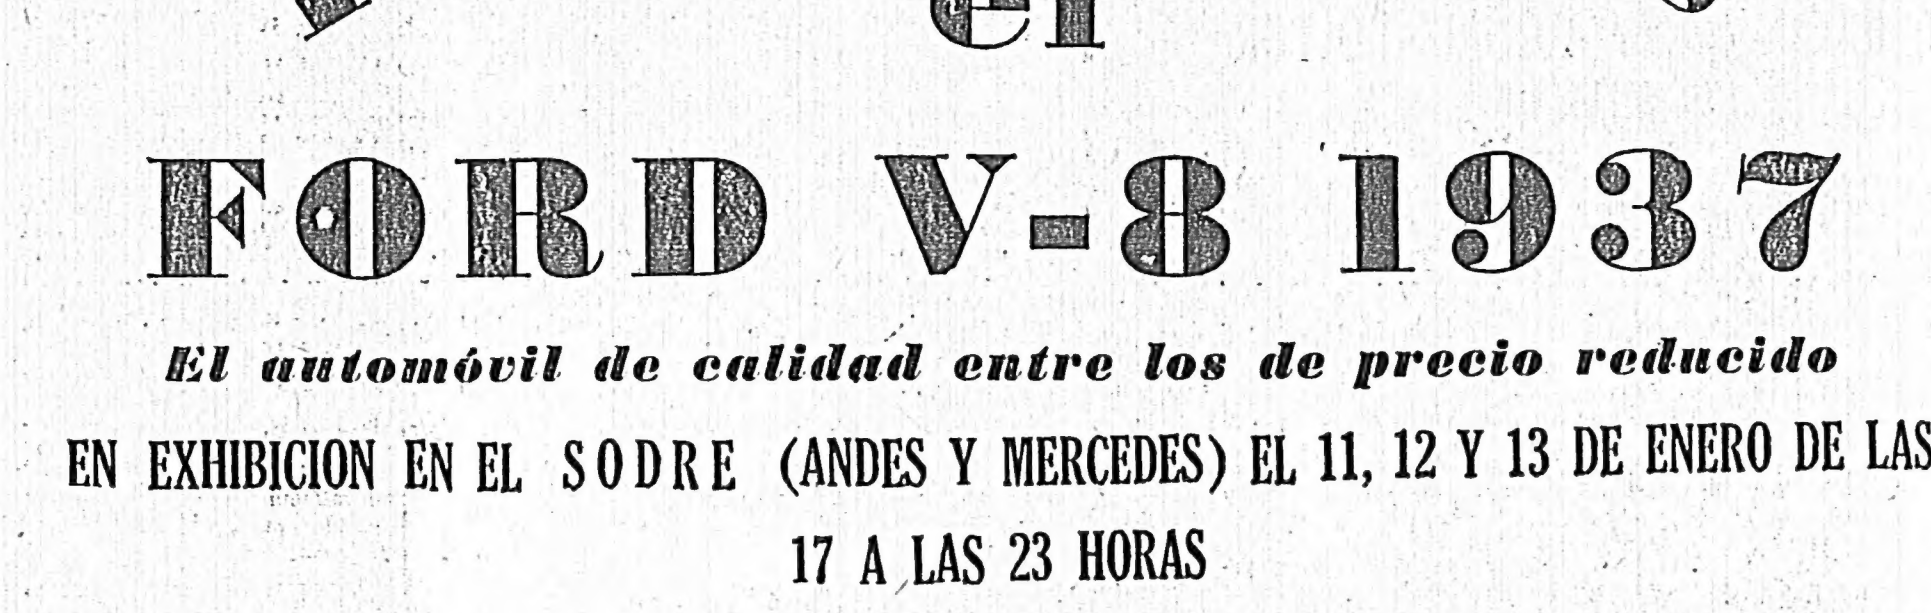 el
FORD V-8 1937
El automóvil de calidad entre los de precio reducido
EN EXHIBICION EN EL SODRE (ANDES Y MERCEDES) EL 11, 12 Y 13 DE ENERO DE LAS
17 A LAS 23 HORAS